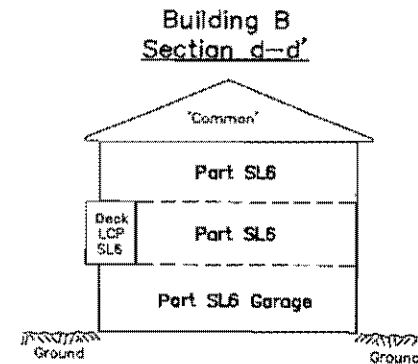 Building B
Section d-d'
"Common"
Part SL6
Deck
LCP
SL6
Part SL6
Part SL6 Garage
Ground
Ground